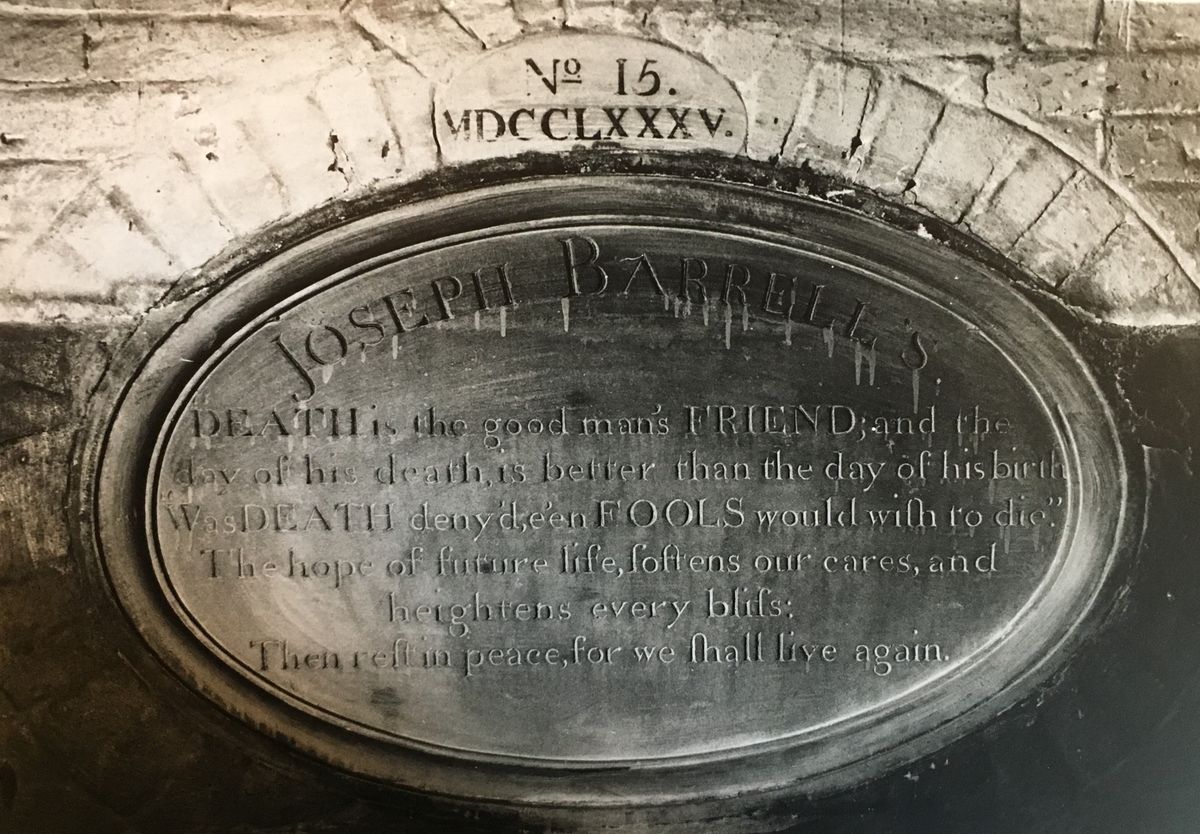 Nº 15.
MDCCLXXXV.
JOSEPH BARRELL'S.
DEATH is the good man's FRIEND; and the
day of his death, is better than the day of his birth
"Was DEATH deny'd, e'en FOOLS would wiſh to die."
The hope of future life, ſoftens our cares, and
heightens every bliſs:
Then reſt in peace, for we ſhall live again.